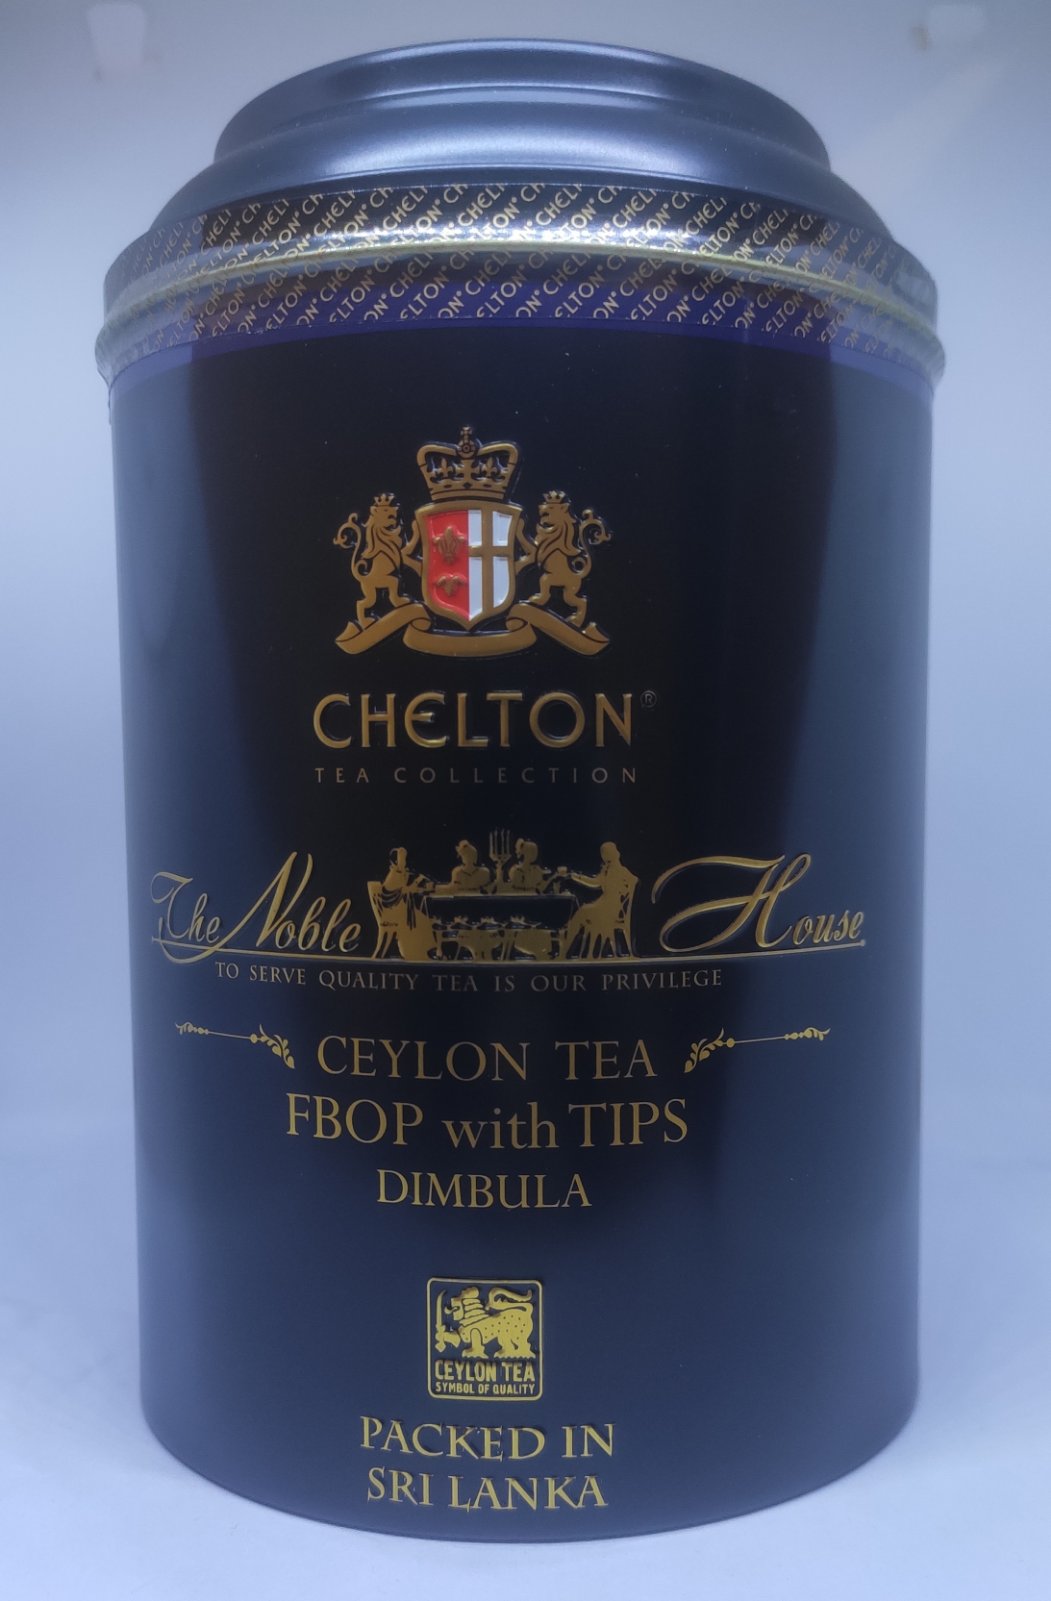 CHELTON® CHELTON® CHELTON® CHELTON® CHELTON®
CHELTON®
TEA COLLECTION
The Noble House
TO SERVE QUALITY TEA IS OUR PRIVILEGE
CEYLON TEA
FBOP with TIPS
DIMBULA
CEYLON TEA
SYMBOL OF QUALITY
PACKED IN
SRI LANKA